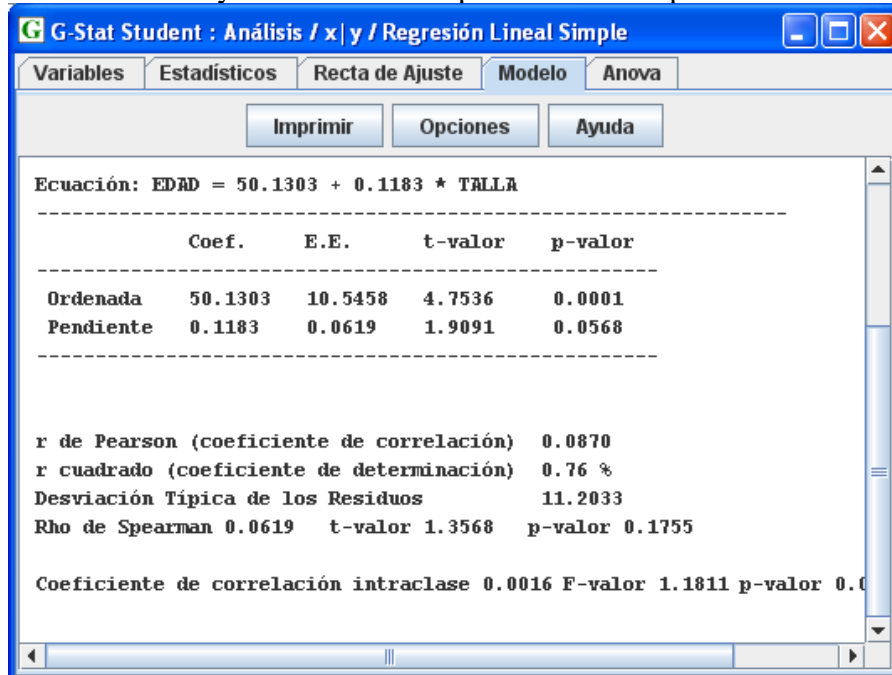 G G-Stat Student : Análisis / x| y / Regresión Lineal Simple
Variables Estadísticos Recta de Ajuste Modelo Anova
Imprimir Opciones Ayuda
Ecuación: EDAD = 50.1303 + 0.1183 * TALLA
----------------------------------------------------------------
Coef. E.E. t-valor p-valor
-----------------------------------------------------
Ordenada 50.1303 10.5458 4.7536 0.0001
Pendiente 0.1183 0.0619 1.9091 0.0568
-----------------------------------------------------
r de Pearson (coeficiente de correlación) 0.0870
r cuadrado (coeficiente de determinación) 0.76 %
Desviación Típica de los Residuos 11.2033
Rho de Spearman 0.0619 t-valor 1.3568 p-valor 0.1755
Coeficiente de correlación intraclase 0.0016 F-valor 1.1811 p-valor 0.